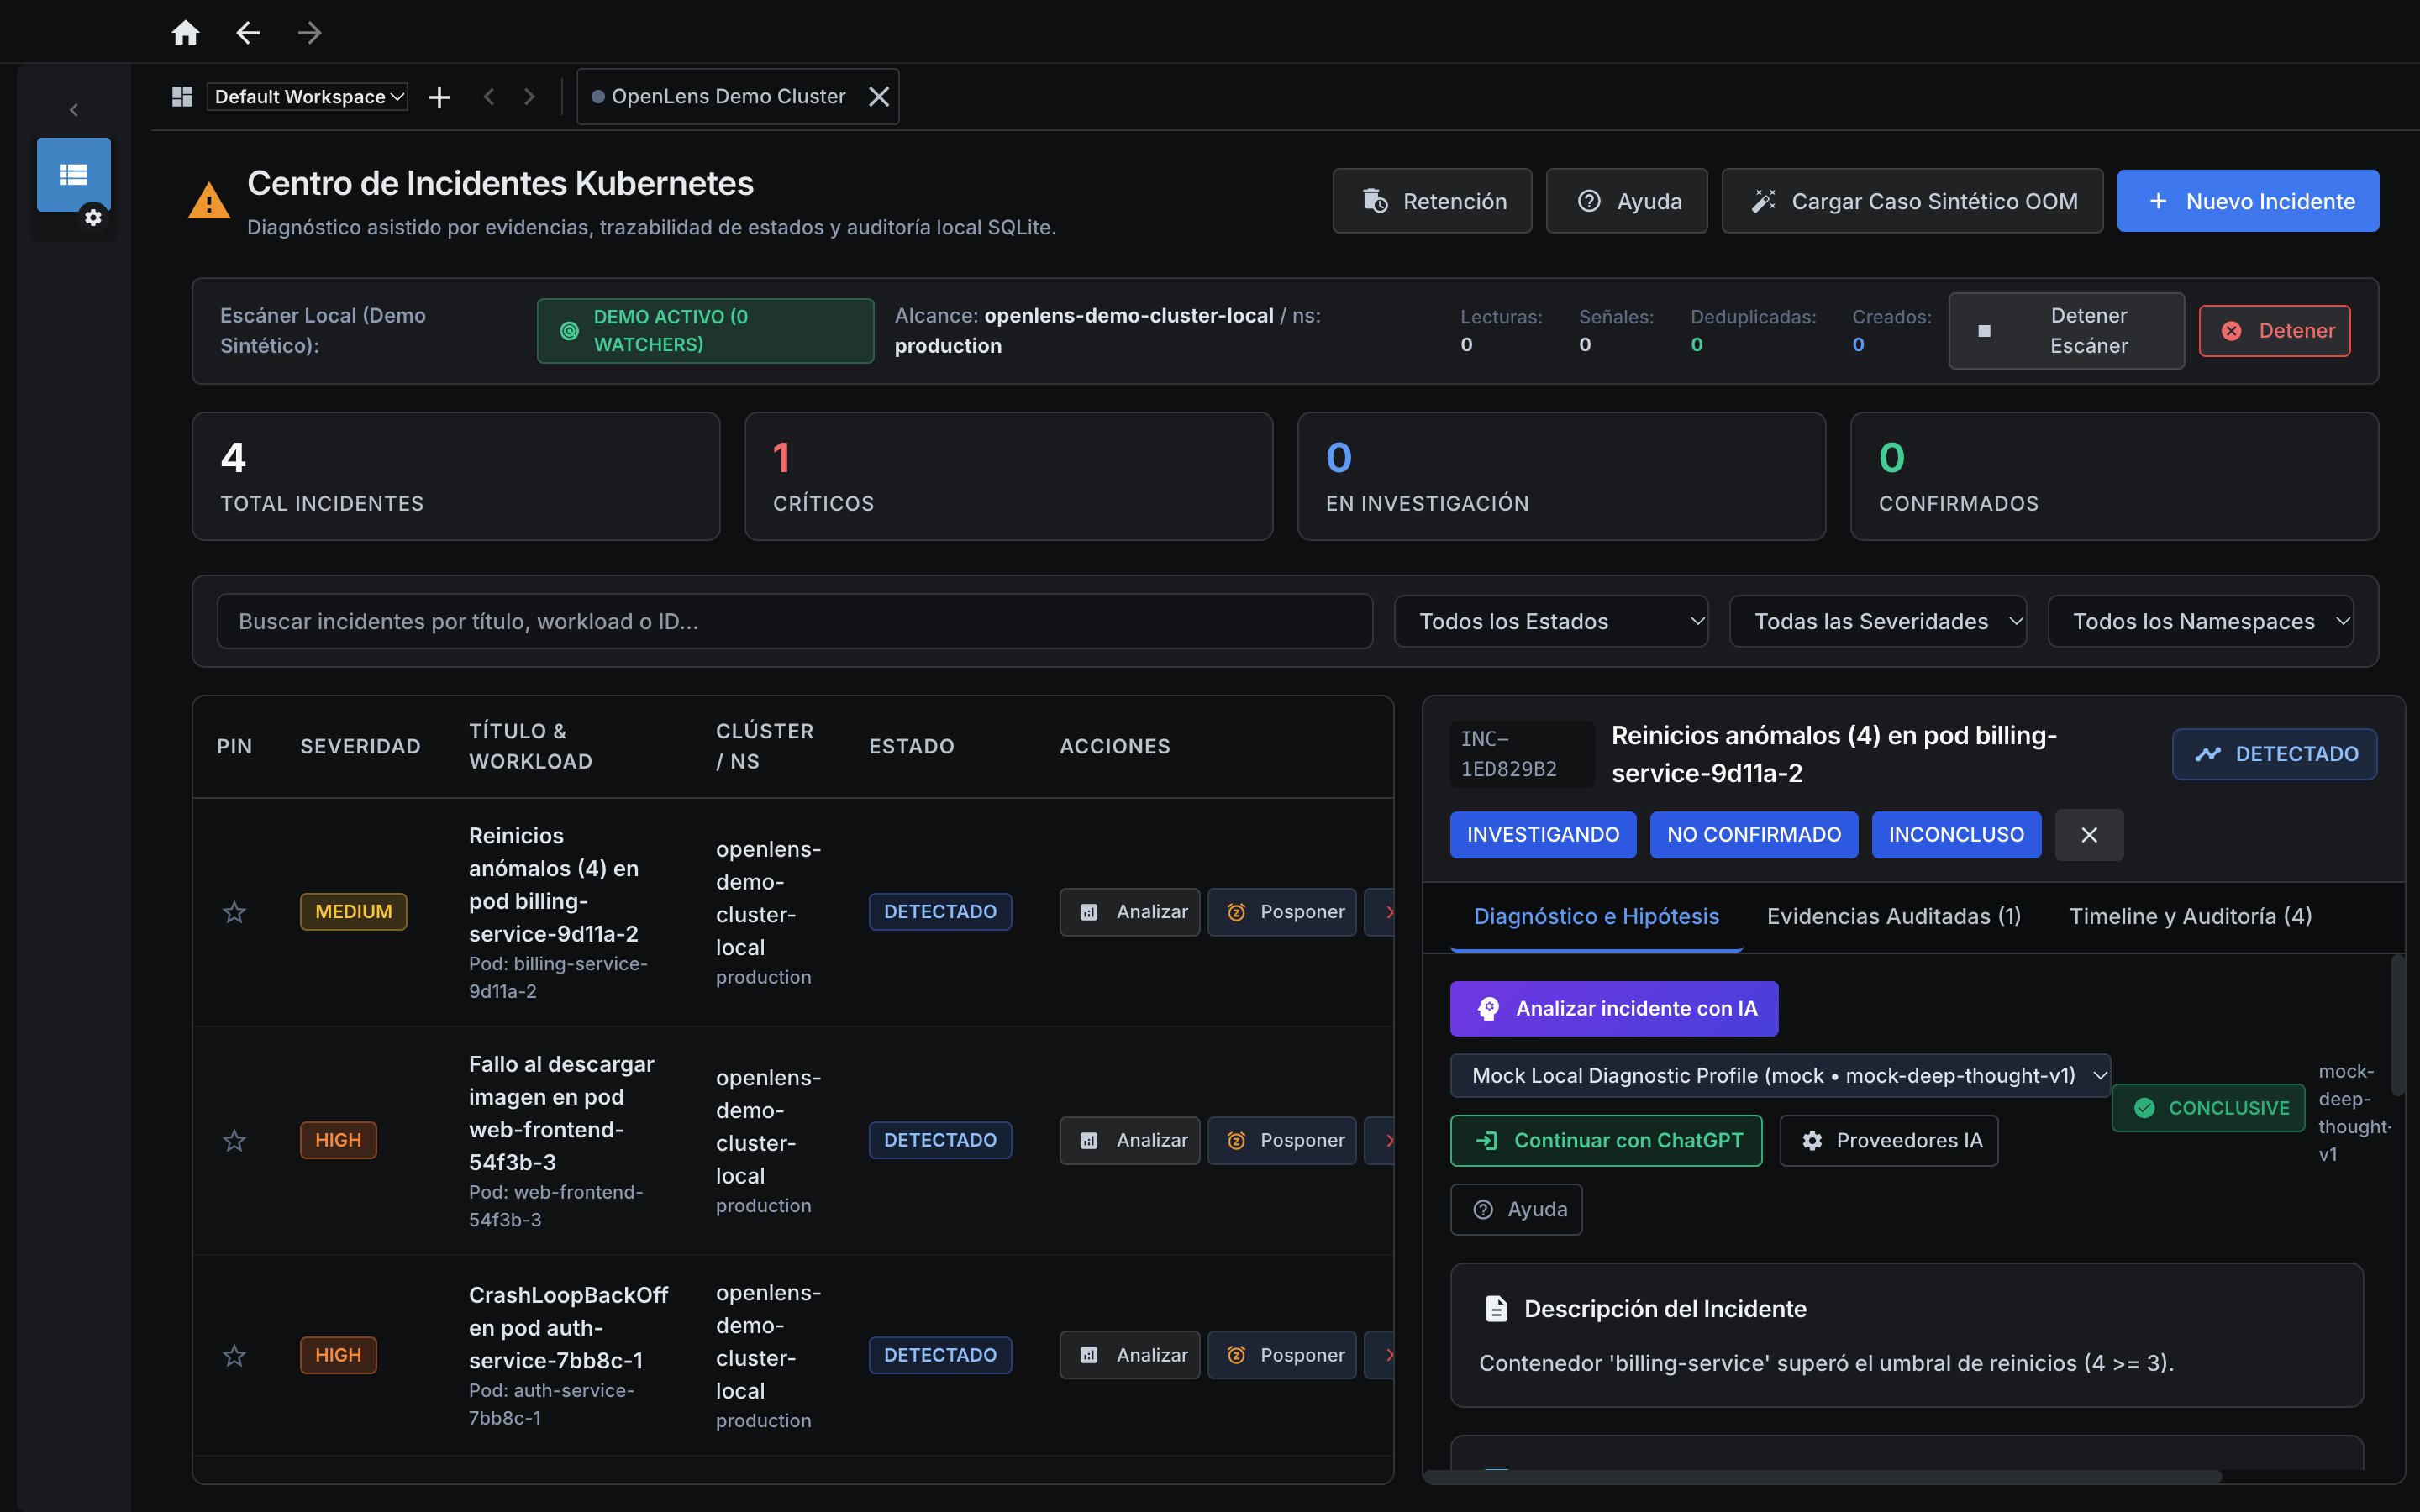 Default Workspace
OpenLens Demo Cluster
Centro de Incidentes Kubernetes
Diagnóstico asistido por evidencias, trazabilidad de estados y auditoría local SQLite.
Retención
Ayuda
Cargar Caso Sintético OOM
Nuevo Incidente
Escáner Local (Demo
Sintético):
DEMO ACTIVO (0
WATCHERS)
Alcance: openlens-demo-cluster-local / ns:
production
Lecturas:
0
Señales:
0
Deduplicadas:
0
Creados:
0
Detener
Escáner
Detener
4
TOTAL INCIDENTES
1
CRÍTICOS
0
EN INVESTIGACIÓN
0
CONFIRMADOS
Buscar incidentes por título, workload o ID...
Todos los Estados
Todas las Severidades
Todos los Namespaces
PIN
SEVERIDAD
TÍTULO &
WORKLOAD
CLÚSTER
/ NS
ESTADO
ACCIONES
MEDIUM
Reinicios
anómalos (4) en
pod billing-
service-9d11a-2
Pod: billing-service-
9d11a-2
openlens-
demo-
cluster-
local
production
DETECTADO
Analizar
Posponer
HIGH
Fallo al descargar
imagen en pod
web-frontend-
54f3b-3
Pod: web-frontend-
54f3b-3
openlens-
demo-
cluster-
local
production
DETECTADO
Analizar
Posponer
HIGH
CrashLoopBackOff
en pod auth-
service-7bb8c-1
Pod: auth-service-
7bb8c-1
openlens-
demo-
cluster-
local
production
DETECTADO
Analizar
Posponer
INC-
1ED829B2
Reinicios anómalos (4) en pod billing-
service-9d11a-2
DETECTADO
INVESTIGANDO
NO CONFIRMADO
INCONCLUSO
Diagnóstico e Hipótesis
Evidencias Auditadas (1)
Timeline y Auditoría (4)
Analizar incidente con IA
Mock Local Diagnostic Profile (mock • mock-deep-thought-v1)
Continuar con ChatGPT
Proveedores IA
Ayuda
CONCLUSIVE
mock-
deep-
thought-
v1
Descripción del Incidente
Contenedor 'billing-service' superó el umbral de reinicios (4 >= 3).